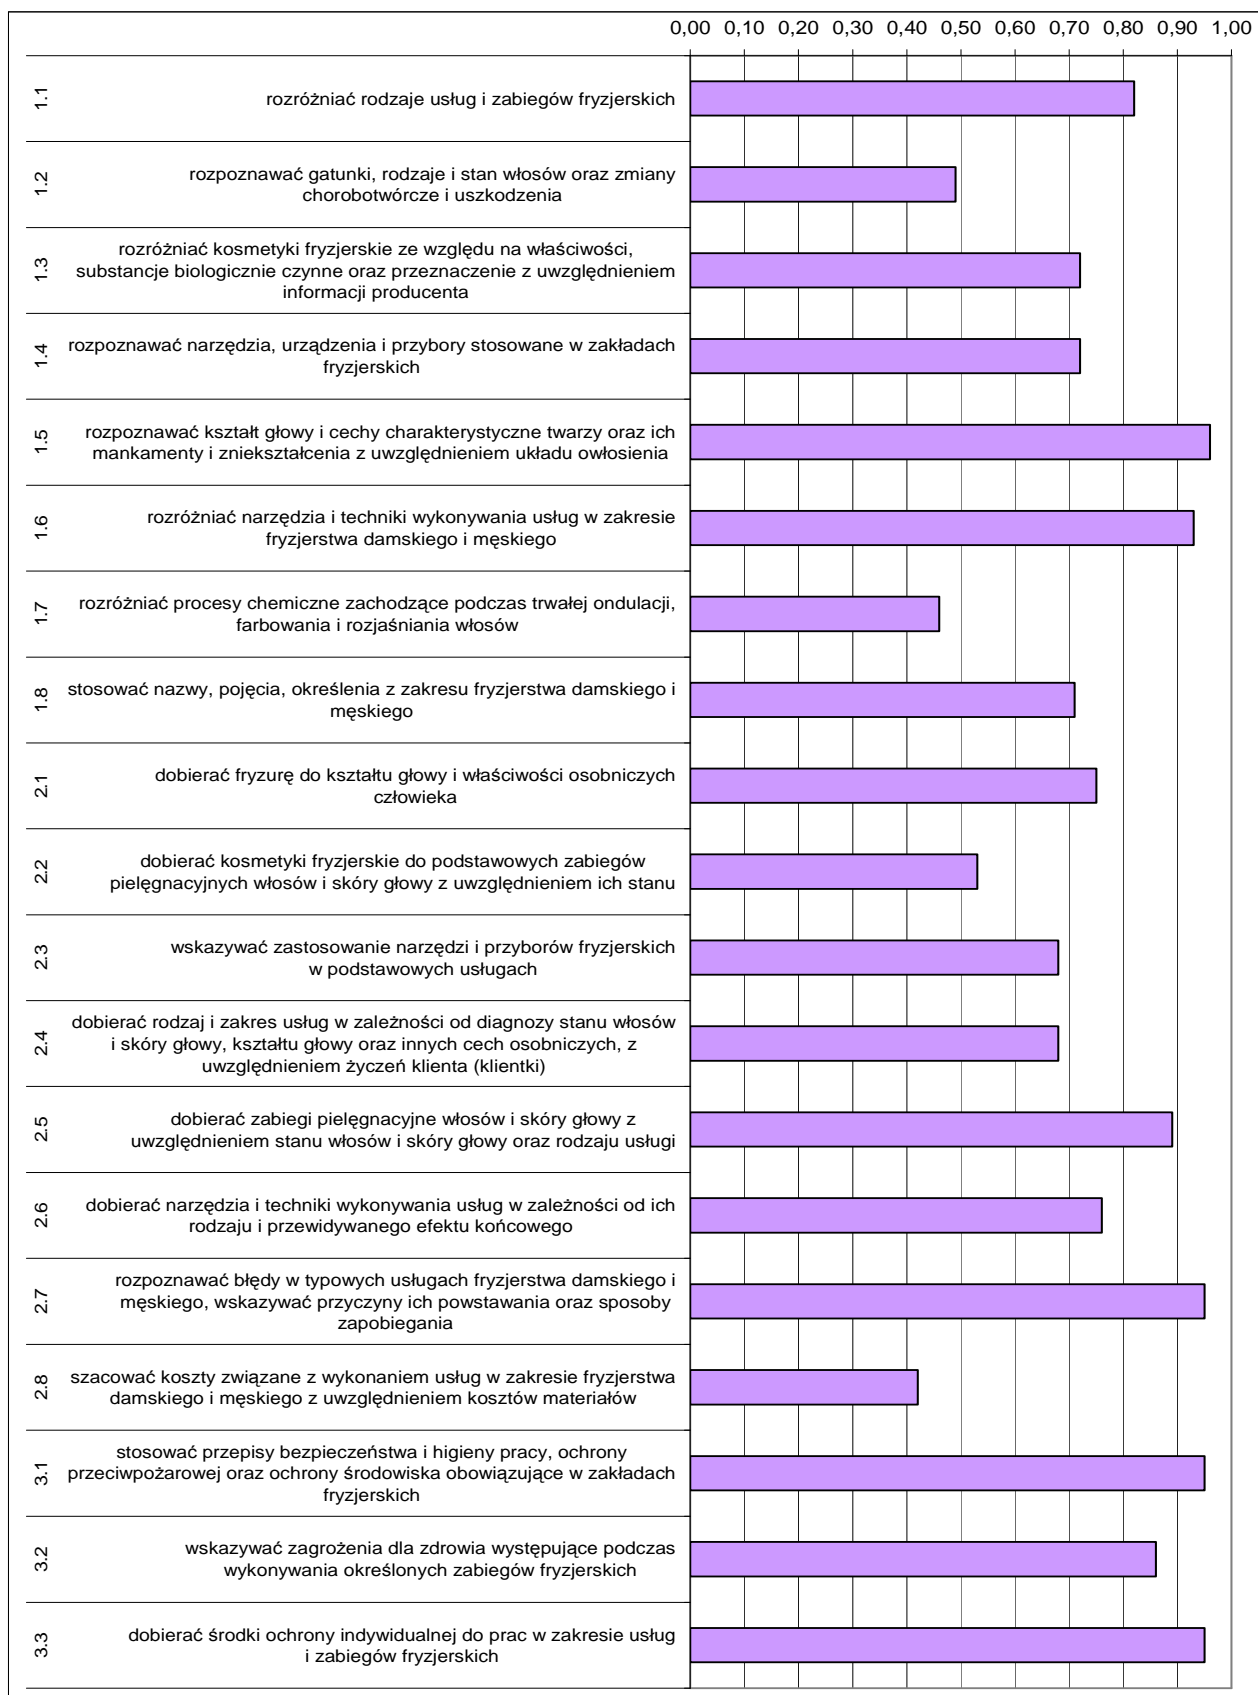 0,00 0,10 0,20 0,30 0,40 0,50 0,60 0,70 0,80 0,90 1,00
1.1
rozróżniać rodzaje usług i zabiegów fryzjerskich
1.2
rozpoznawać gatunki, rodzaje i stan włosów oraz zmiany
chorobotwórcze i uszkodzenia
1.3
rozróżniać kosmetyki fryzjerskie ze względu na właściwości,
substancje biologicznie czynne oraz przeznaczenie z uwzględnieniem
informacji producenta
1.4
rozpoznawać narzędzia, urządzenia i przybory stosowane w zakładach
fryzjerskich
1.5
rozpoznawać kształt głowy i cechy charakterystyczne twarzy oraz ich
mankamenty i zniekształcenia z uwzględnieniem układu owłosienia
1.6
rozróżniać narzędzia i techniki wykonywania usług w zakresie
fryzjerstwa damskiego i męskiego
1.7
rozróżniać procesy chemiczne zachodzące podczas trwałej ondulacji,
farbowania i rozjaśniania włosów
1.8
stosować nazwy, pojęcia, określenia z zakresu fryzjerstwa damskiego i
męskiego
2.1
dobierać fryzurę do kształtu głowy i właściwości osobniczych
człowieka
2.2
dobierać kosmetyki fryzjerskie do podstawowych zabiegów
pielęgnacyjnych włosów i skóry głowy z uwzględnieniem ich stanu
2.3
wskazywać zastosowanie narzędzi i przyborów fryzjerskich
w podstawowych usługach
2.4
dobierać rodzaj i zakres usług w zależności od diagnozy stanu włosów
i skóry głowy, kształtu głowy oraz innych cech osobniczych, z
uwzględnieniem życzeń klienta (klientki)
2.5
dobierać zabiegi pielęgnacyjne włosów i skóry głowy z
uwzględnieniem stanu włosów i skóry głowy oraz rodzaju usługi
2.6
dobierać narzędzia i techniki wykonywania usług w zależności od ich
rodzaju i przewidywanego efektu końcowego
2.7
rozpoznawać błędy w typowych usługach fryzjerstwa damskiego i
męskiego, wskazywać przyczyny ich powstawania oraz sposoby
zapobiegania
2.8
szacować koszty związane z wykonaniem usług w zakresie fryzjerstwa
damskiego i męskiego z uwzględnieniem kosztów materiałów
3.1
stosować przepisy bezpieczeństwa i higieny pracy, ochrony
przeciwpożarowej oraz ochrony środowiska obowiązujące w zakładach
fryzjerskich
3.2
wskazywać zagrożenia dla zdrowia występujące podczas
wykonywania określonych zabiegów fryzjerskich
3.3
dobierać środki ochrony indywidualnej do prac w zakresie usług
i zabiegów fryzjerskich